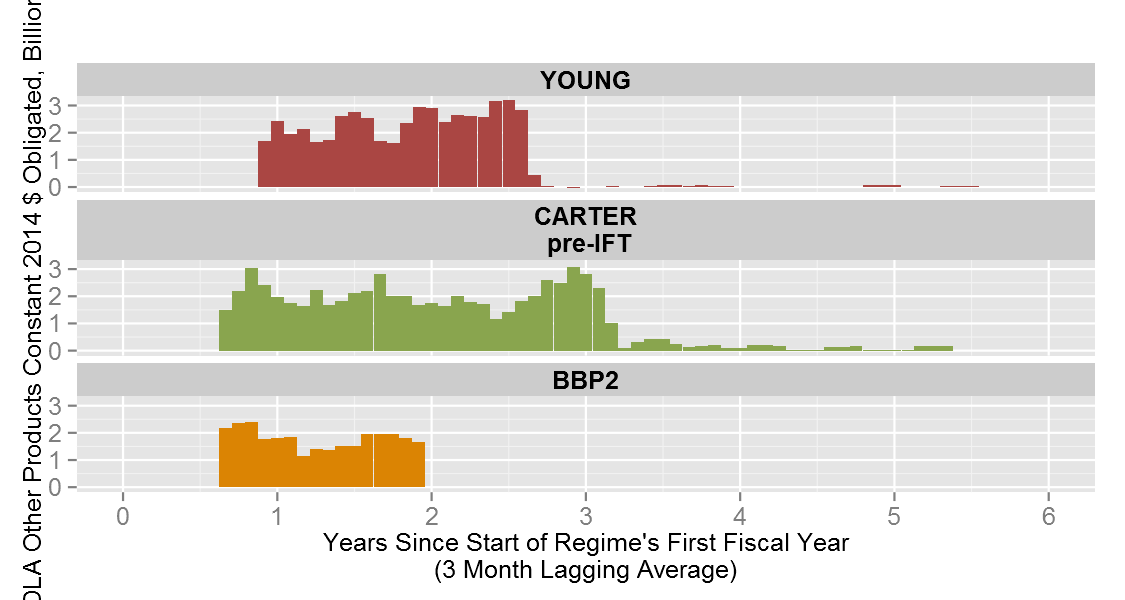 DLA Other Products Constant 2014 $ Obligated, Billion
YOUNG
3
2
1
0
CARTER
pre-IFT
3
2
1
0
BBP2
3
2
1
0
0 1 2 3 4 5 6
Years Since Start of Regime's First Fiscal Year
(3 Month Lagging Average)